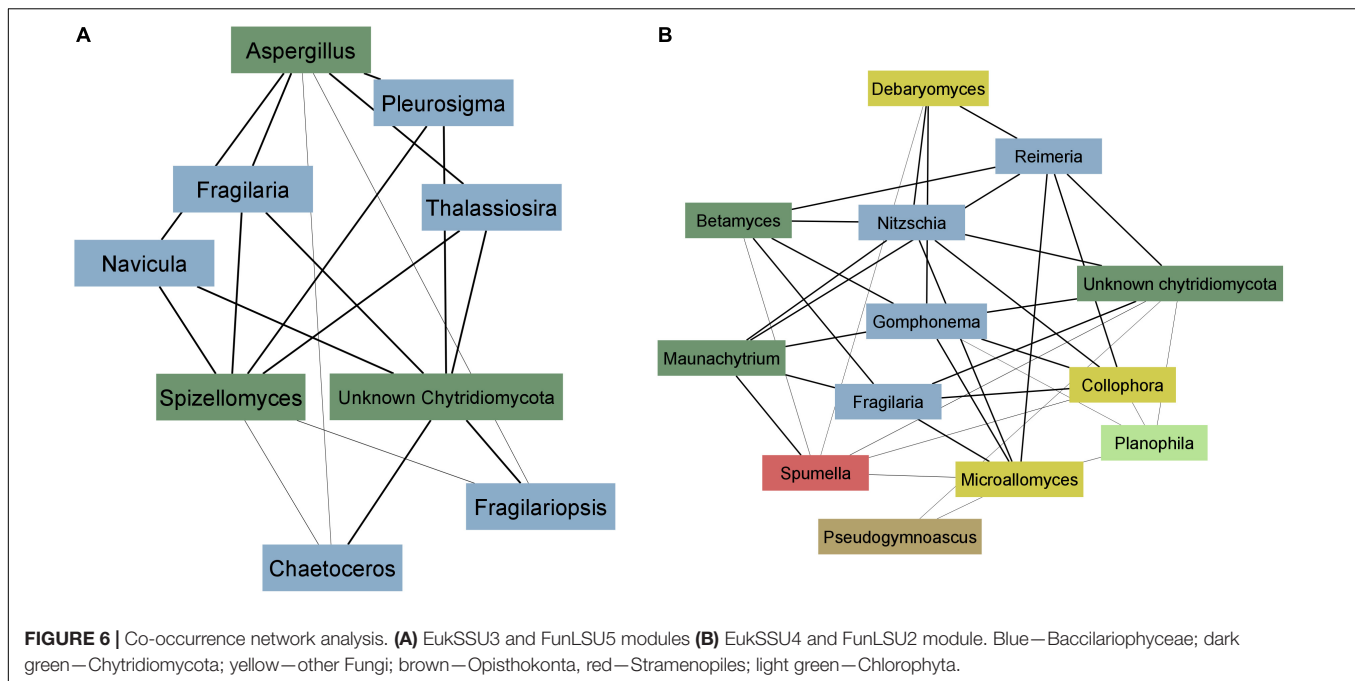 A
Aspergillus
Pleurosigma
Fragilaria
Thalassiosira
Navicula
Spizellomyces
Unknown Chytridiomycota
Fragilariopsis
Chaetoceros
B
Debaryomyces
Reimeria
Betamyces
Nitzschia
Unknown chytridiomycota
Gomphonema
Maunachytrium
Collophora
Fragilaria
Planophila
Spumella
Microallomyces
Pseudogymnoascus
FIGURE 6 | Co-occurrence network analysis. (A) EukSSU3 and FunLSU5 modules (B) EukSSU4 and FunLSU2 module. Blue—Baccilariophyceae; dark
green—Chytridiomycota; yellow—other Fungi; brown—Opisthokonta, red—Stramenopiles; light green—Chlorophyta.